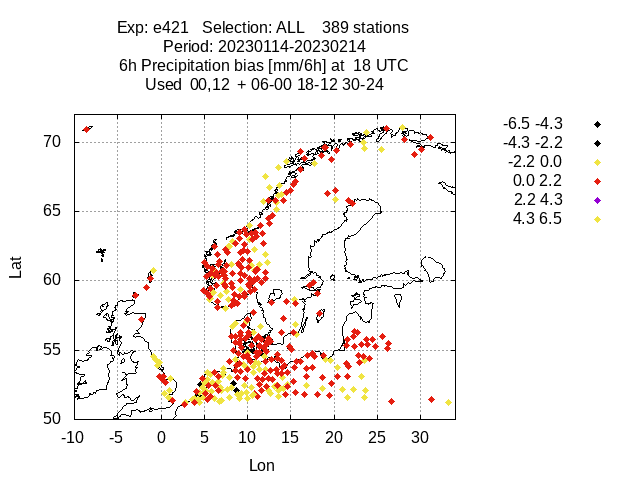 Exp: e421 Selection: ALL 389 stations
Period: 20230114-20230214
6h Precipitation bias [mm/6h] at 18 UTC
Used 00,12 + 06-00 18-12 30-24
-6.5 -4.3
-4.3 -2.2
-2.2 0.0
0.0 2.2
2.2 4.3
4.3 6.5
70
65
60
55
50
Lat
-10 -5 0 5 10 15 20 25 30
Lon